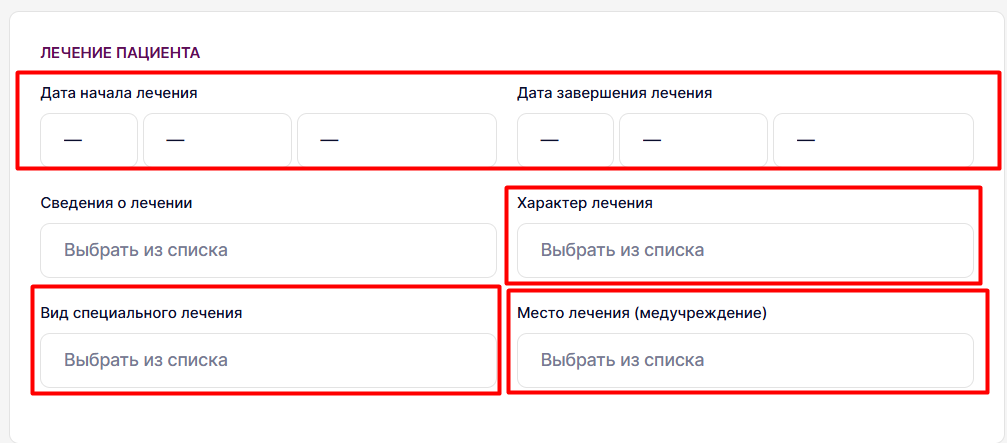 ЛЕЧЕНИЕ ПАЦИЕНТА
Дата начала лечения Дата завершения лечения
— — — — — —
Сведения о лечении Характер лечения
Выбрать из списка Выбрать из списка
Вид специального лечения Место лечения (медучреждение)
Выбрать из списка Выбрать из списка